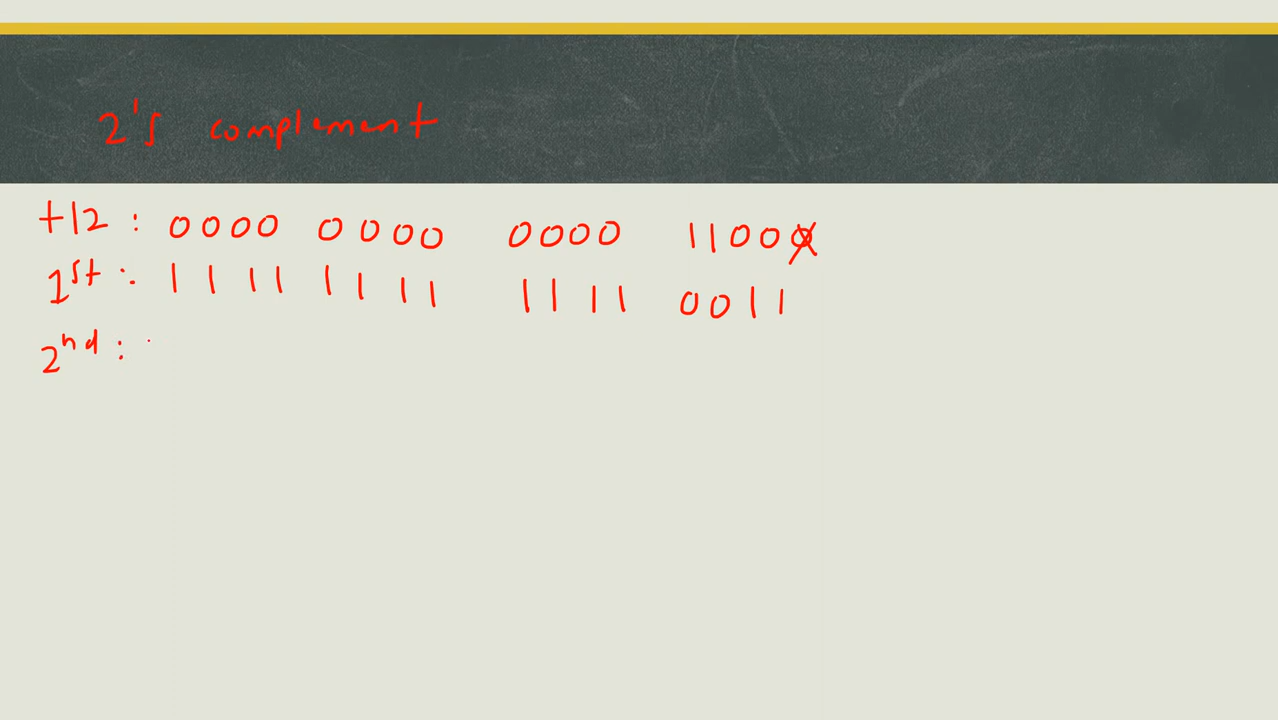 2's complement
+12 : 0000 0000 0000 1100
1st : 1111 1111 1111 0011
2nd :